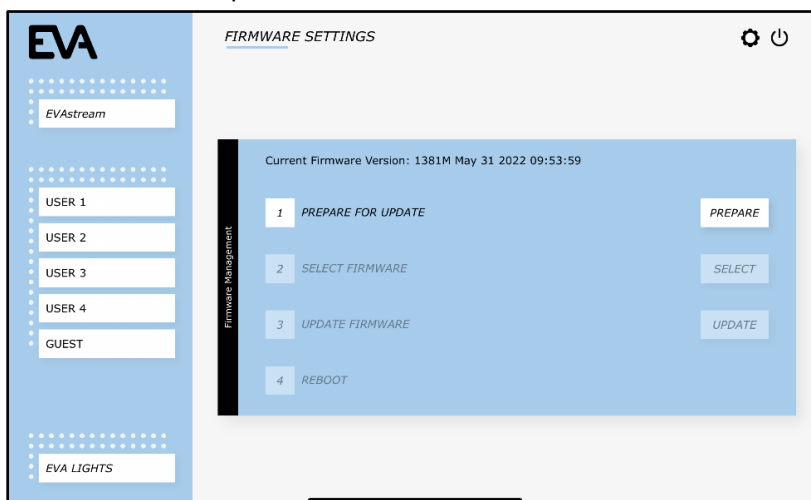 EVA
FIRMWARE SETTINGS
EVAstream
USER 1
USER 2
USER 3
USER 4
GUEST
EVA LIGHTS
Firmware Management
Current Firmware Version: 1381M May 31 2022 09:53:59
1 PREPARE FOR UPDATE PREPARE
2 SELECT FIRMWARE SELECT
3 UPDATE FIRMWARE UPDATE
4 REBOOT